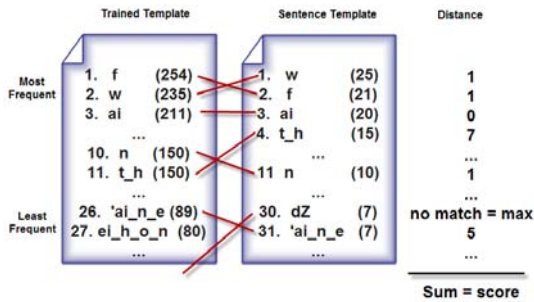 Trained Template Sentence Template Distance
Most Frequent
1. f (254) 1. w (25) 1
2. w (235) 2. f (21) 1
3. ai (211) 3. ai (20) 0
... 4. t_h (15) 7
10. n (150) ... ...
11. t_h (150) 11 n (10) 1
... ...
Least Frequent
26. 'ai_n_e (89) 30. dZ (7) no match = max
27. ei_h_o_n (80) 31. 'ai_n_e (7) 5
... ... ...
Sum = score